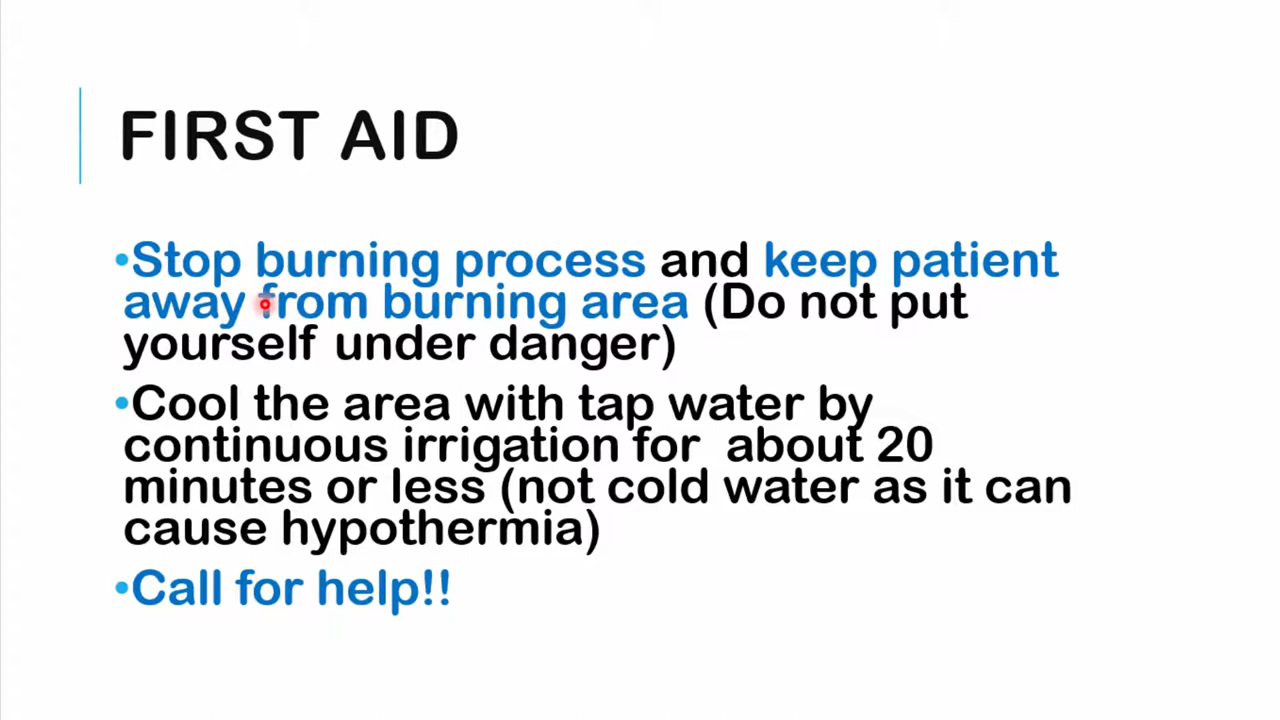 FIRST AID
•Stop burning process and keep patient
away from burning area (Do not put
yourself under danger)
•Cool the area with tap water by
continuous irrigation for about 20
minutes or less (not cold water as it can
cause hypothermia)
•Call for help!!